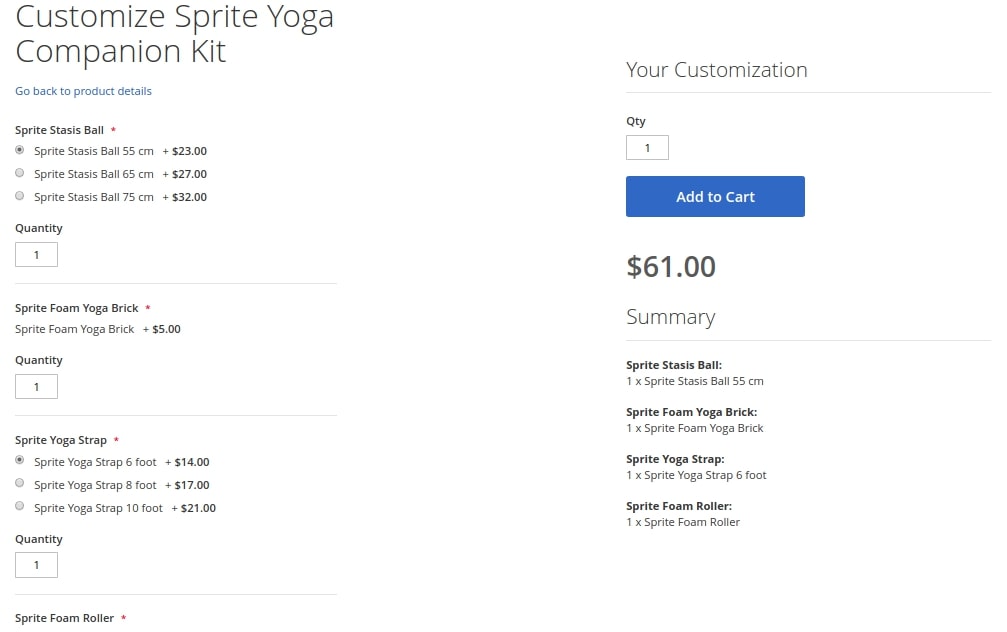 Customize Sprite Yoga
Companion Kit
Go back to product details
Sprite Stasis Ball *
Sprite Stasis Ball 55 cm + $23.00
Sprite Stasis Ball 65 cm + $27.00
Sprite Stasis Ball 75 cm + $32.00
Quantity
1
Sprite Foam Yoga Brick *
Sprite Foam Yoga Brick + $5.00
Quantity
1
Sprite Yoga Strap *
Sprite Yoga Strap 6 foot + $14.00
Sprite Yoga Strap 8 foot + $17.00
Sprite Yoga Strap 10 foot + $21.00
Quantity
1
Sprite Foam Roller *
Your Customization
Qty
1
Add to Cart
$61.00
Summary
Sprite Stasis Ball:
1 x Sprite Stasis Ball 55 cm
Sprite Foam Yoga Brick:
1 x Sprite Foam Yoga Brick
Sprite Yoga Strap:
1 x Sprite Yoga Strap 6 foot
Sprite Foam Roller:
1 x Sprite Foam Roller